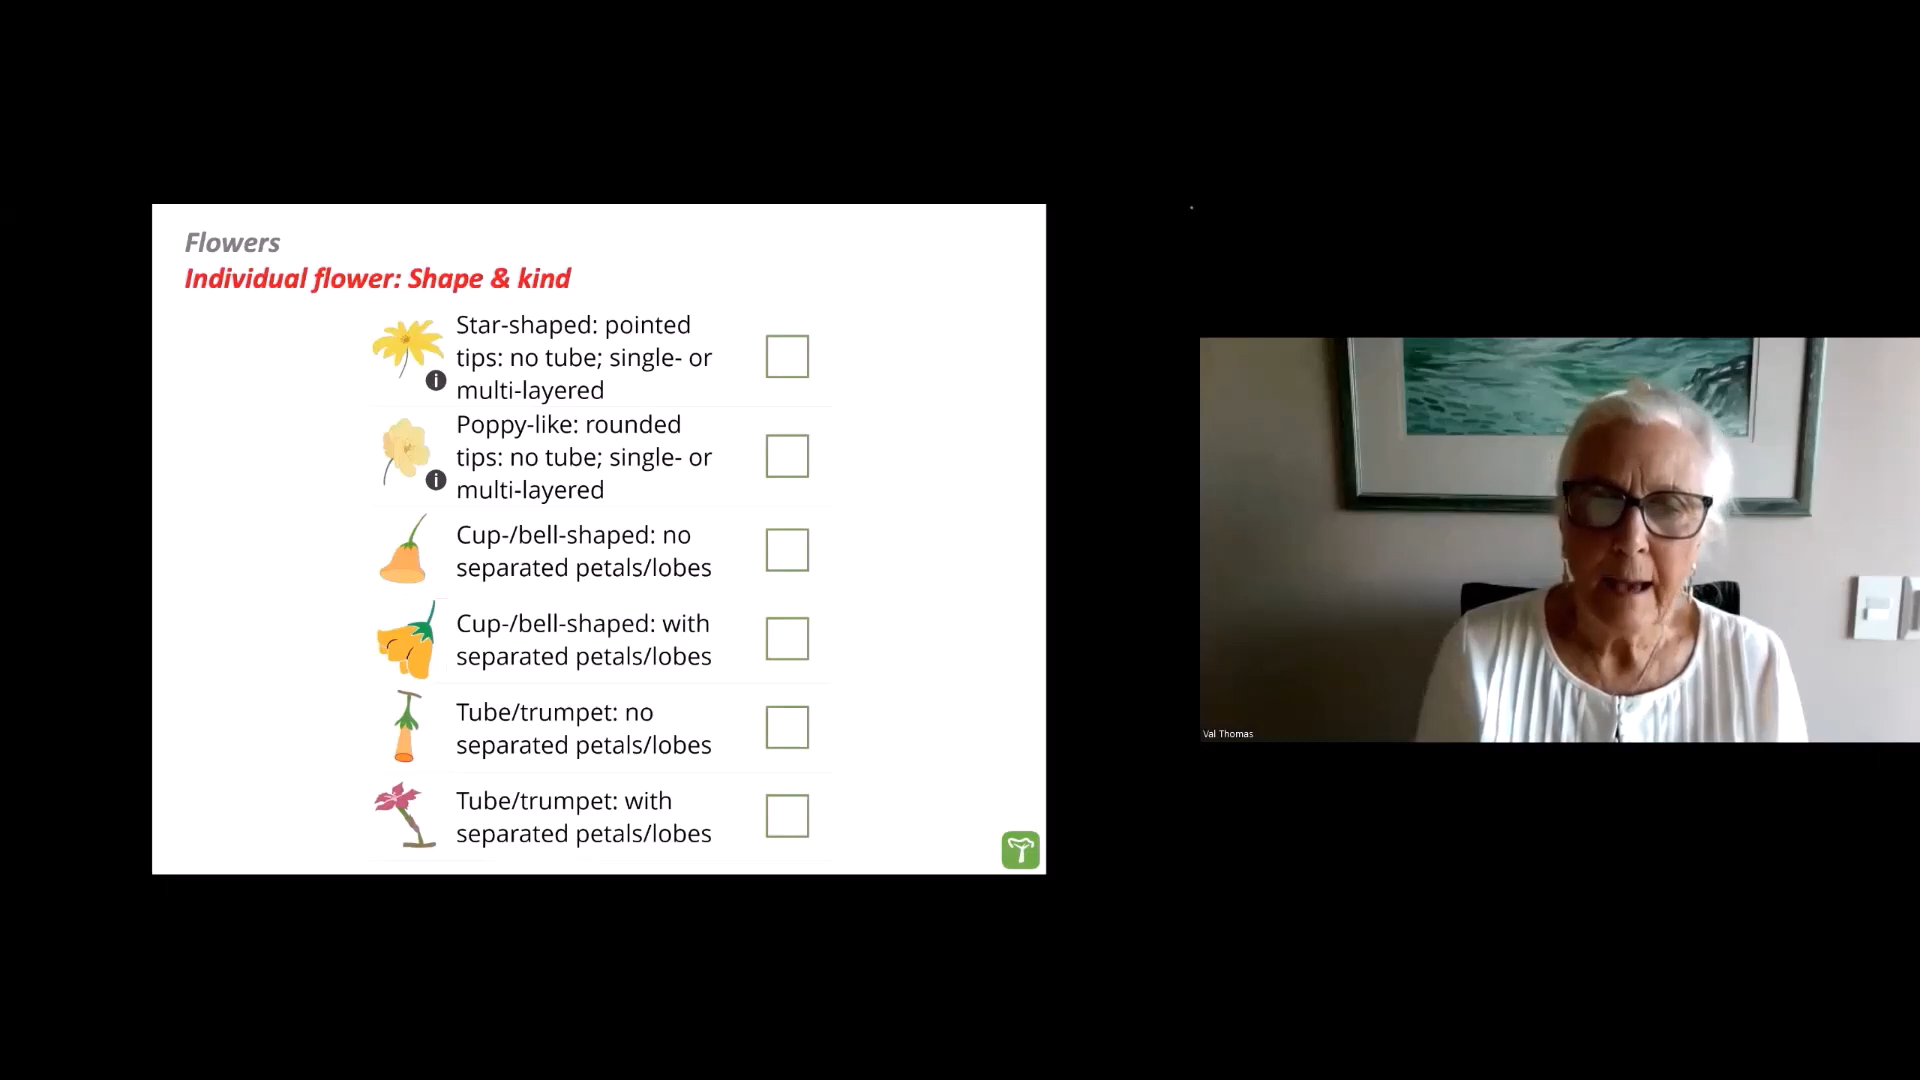 Flowers
Individual flower: Shape & kind
Star-shaped: pointed
tips: no tube; single- or
multi-layered
i
Poppy-like: rounded
tips: no tube; single- or
multi-layered
i
Cup-/bell-shaped: no
separated petals/lobes
Cup-/bell-shaped: with
separated petals/lobes
Tube/trumpet: no
separated petals/lobes
Tube/trumpet: with
separated petals/lobes
Val Thomas